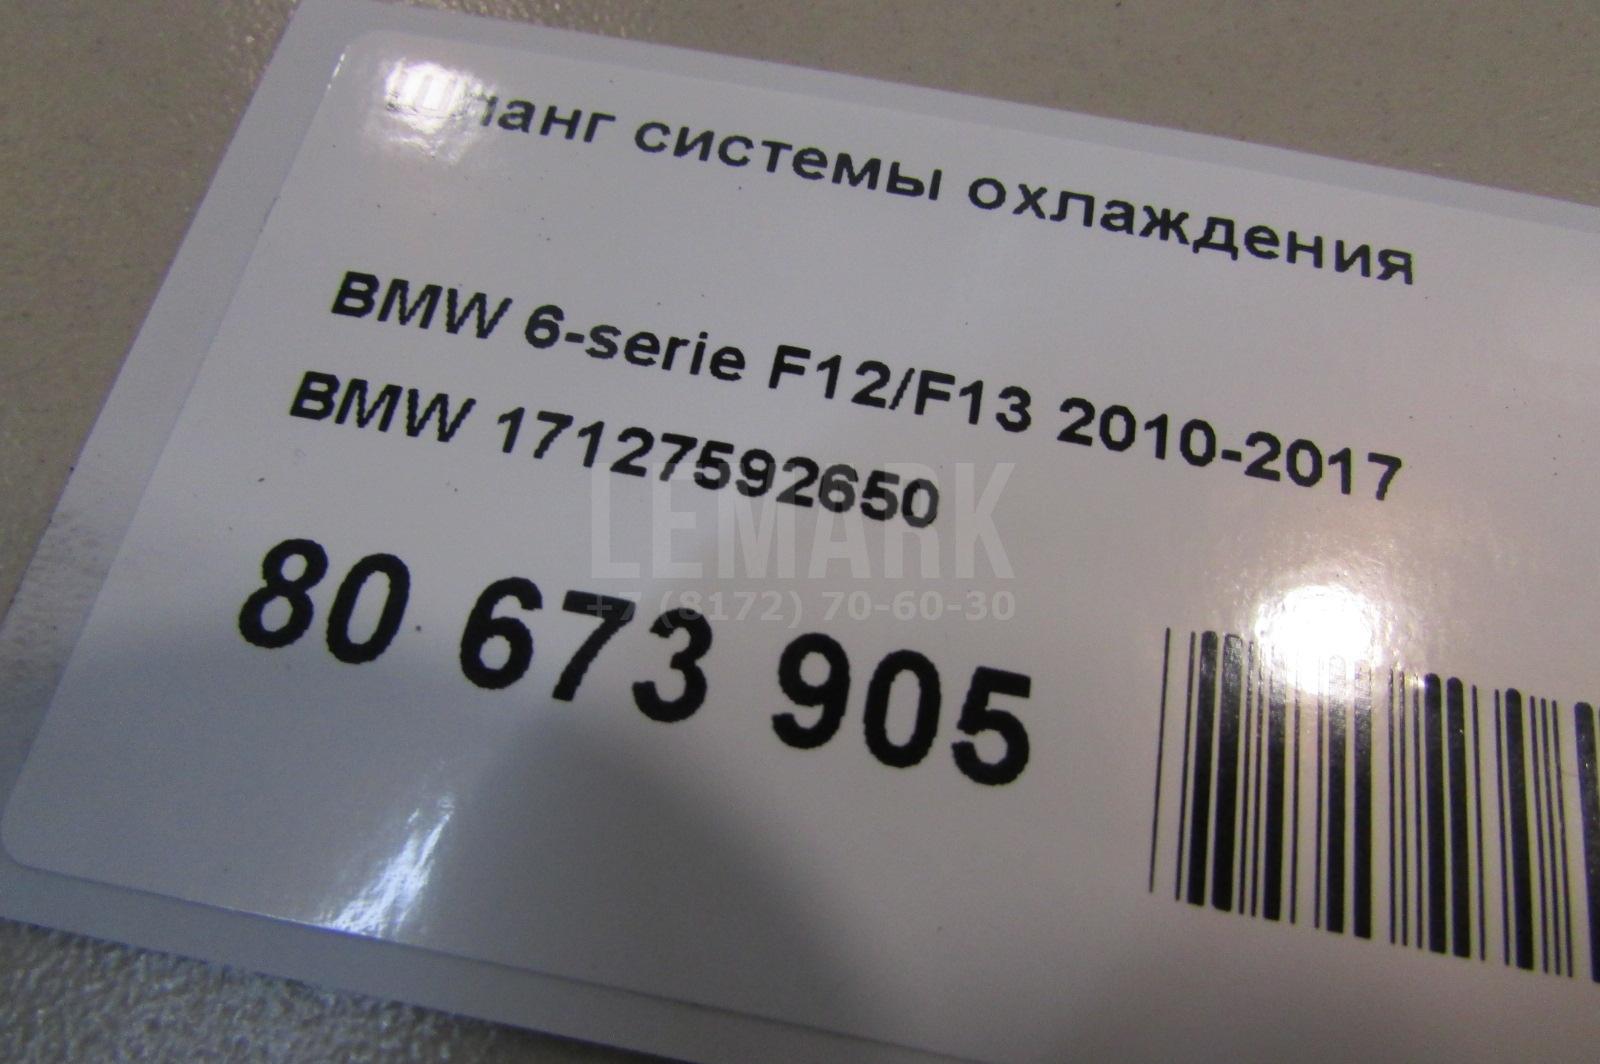 Шланг системы охлаждения
BMW 6-serie F12/F13 2010-2017
BMW 17127592650
LEMARK
+7 (8172) 70-60-30
80 673 905